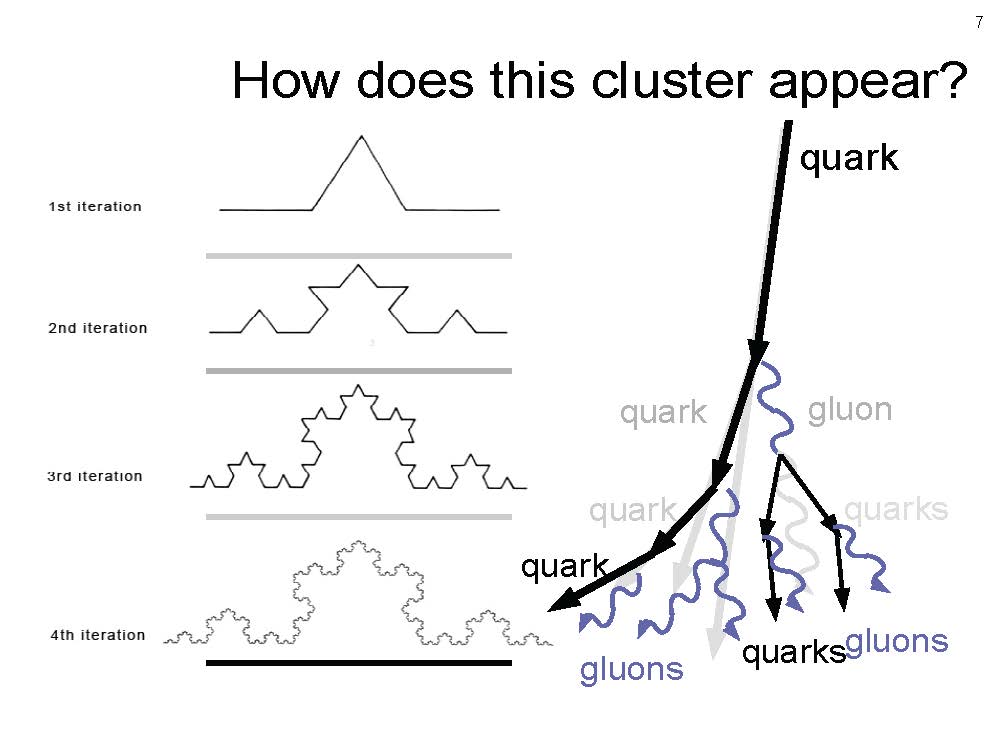 7
How does this cluster appear?
quark
1st iteration
2nd iteration
quark
gluon
3rd iteration
quark
quarks
quark
4th iteration
quarks
gluons
gluons